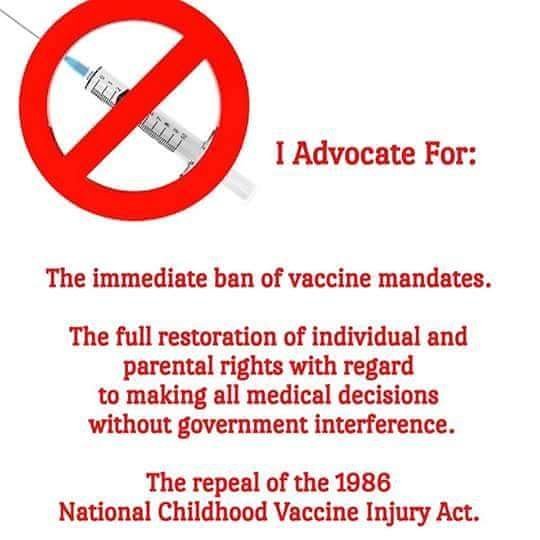 I Advocate For:
The immediate ban of vaccine mandates.
The full restoration of individual and
parental rights with regard
to making all medical decisions
without government interference.
The repeal of the 1986
National Childhood Vaccine Injury Act.